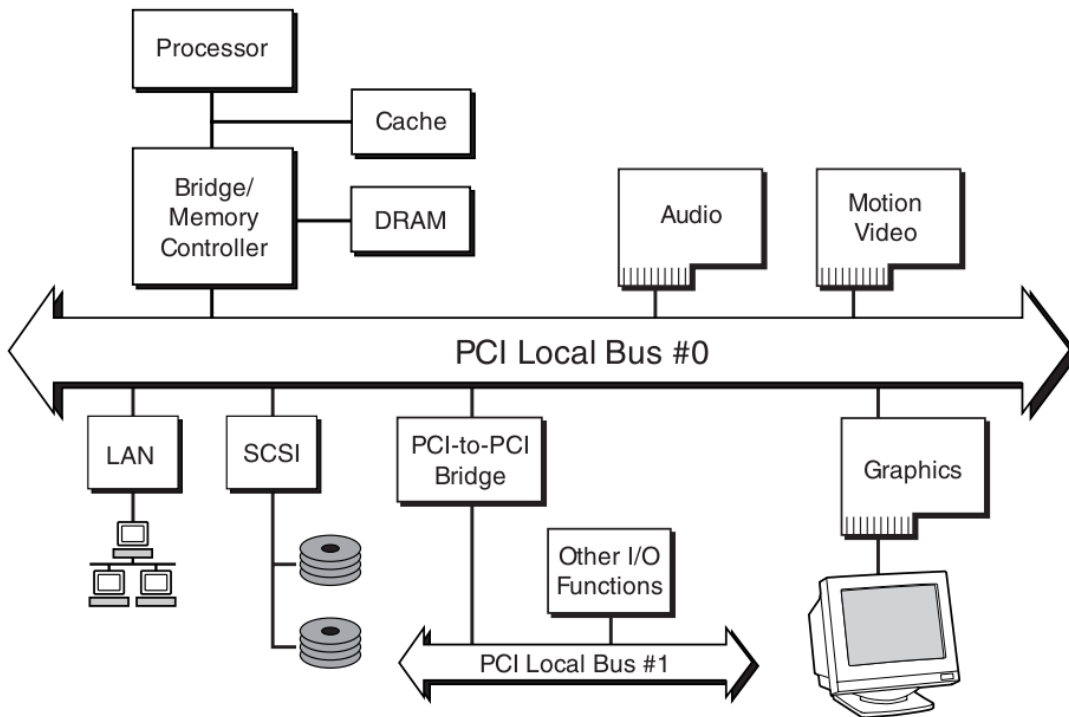 Processor
Cache
Bridge/
Memory
Controller
DRAM
Audio
Motion
Video
PCI Local Bus #0
LAN
SCSI
PCI-to-PCI
Bridge
Graphics
Other I/O
Functions
PCI Local Bus #1